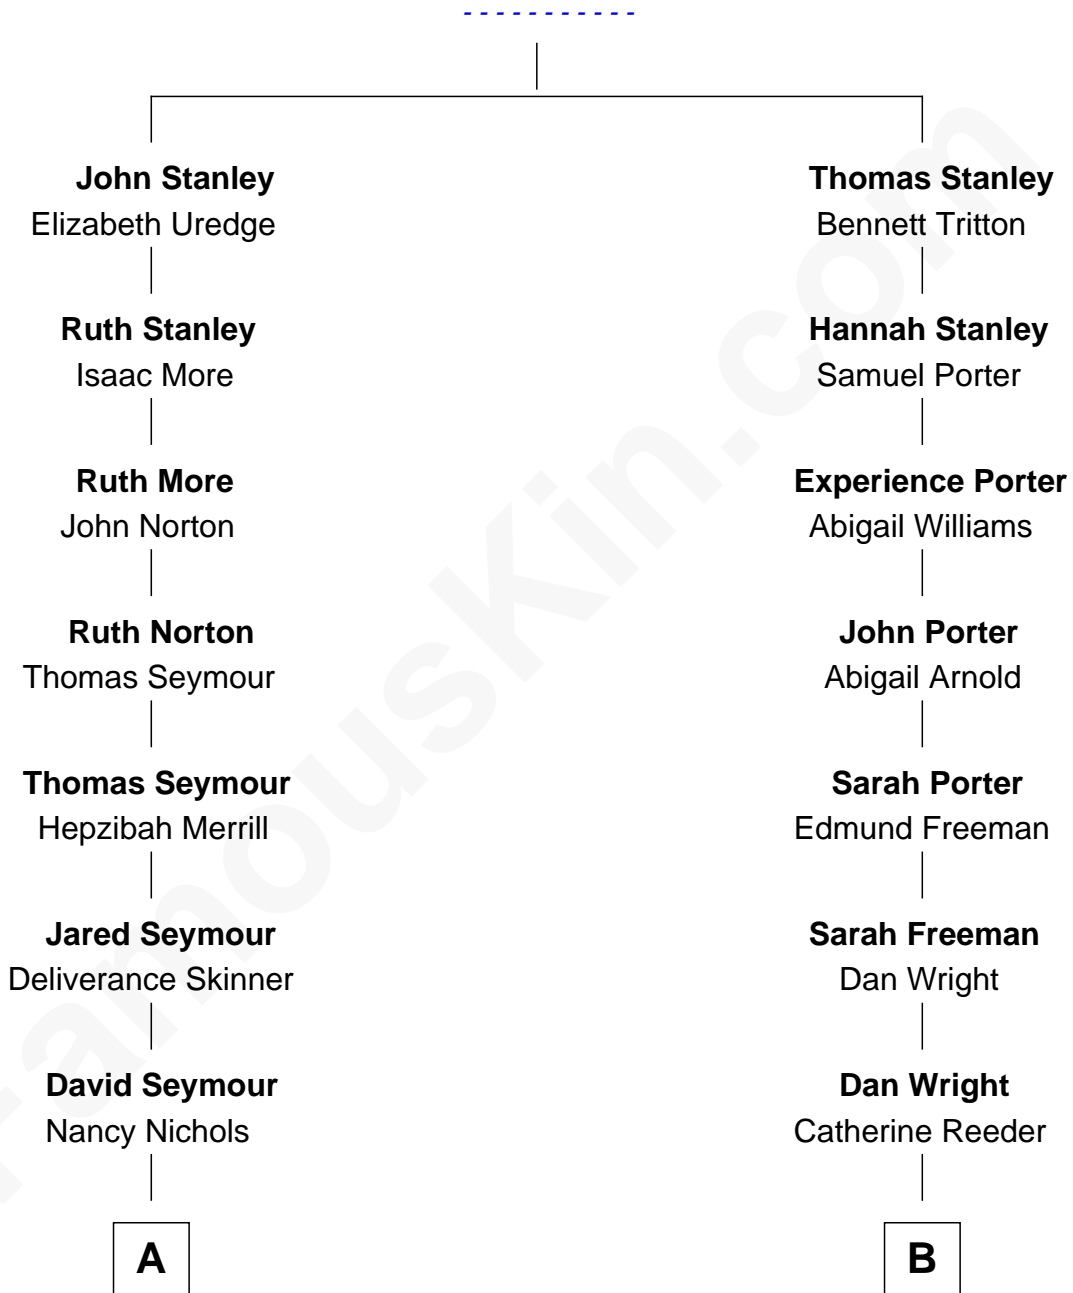 - - - - - - - - - - -
John Stanley
Elizabeth Uredge
Thomas Stanley
Bennett Tritton
Ruth Stanley
Isaac More
Hannah Stanley
Samuel Porter
Ruth More
John Norton
Experience Porter
Abigail Williams
Ruth Norton
Thomas Seymour
John Porter
Abigail Arnold
Thomas Seymour
Hepzibah Merrill
Sarah Porter
Edmund Freeman
Jared Seymour
Deliverance Skinner
Sarah Freeman
Dan Wright
David Seymour
Nancy Nichols
Dan Wright
Catherine Reeder
A
B
FamousKin.com